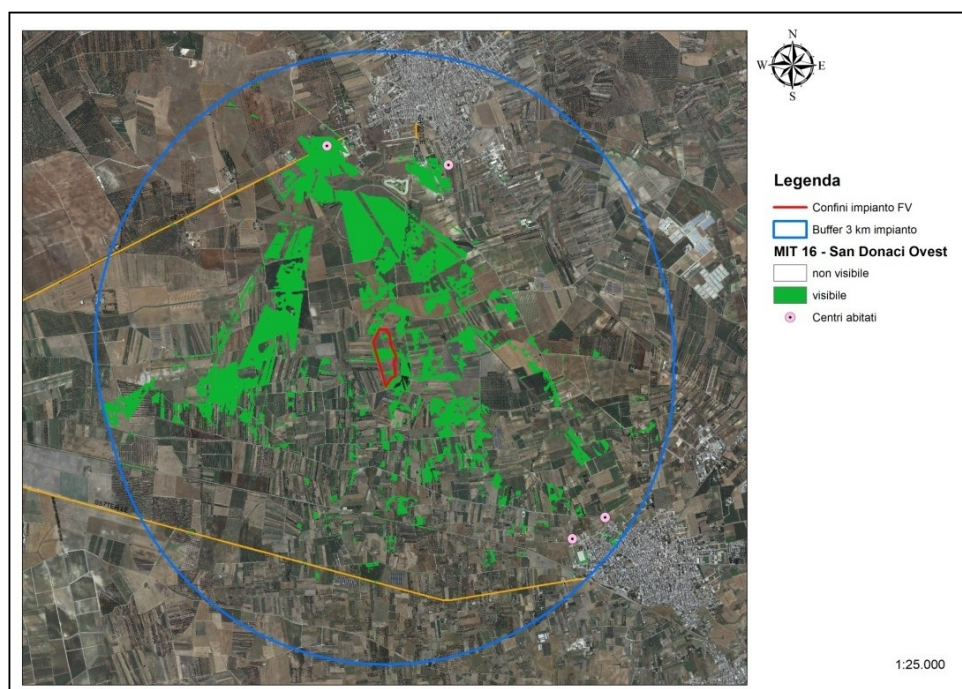 N
W E
S
Legenda
Confini impianto FV
Buffer 3 km impianto
MIT 16 - San Donaci Ovest
non visibile
visibile
Centri abitati
1:25.000